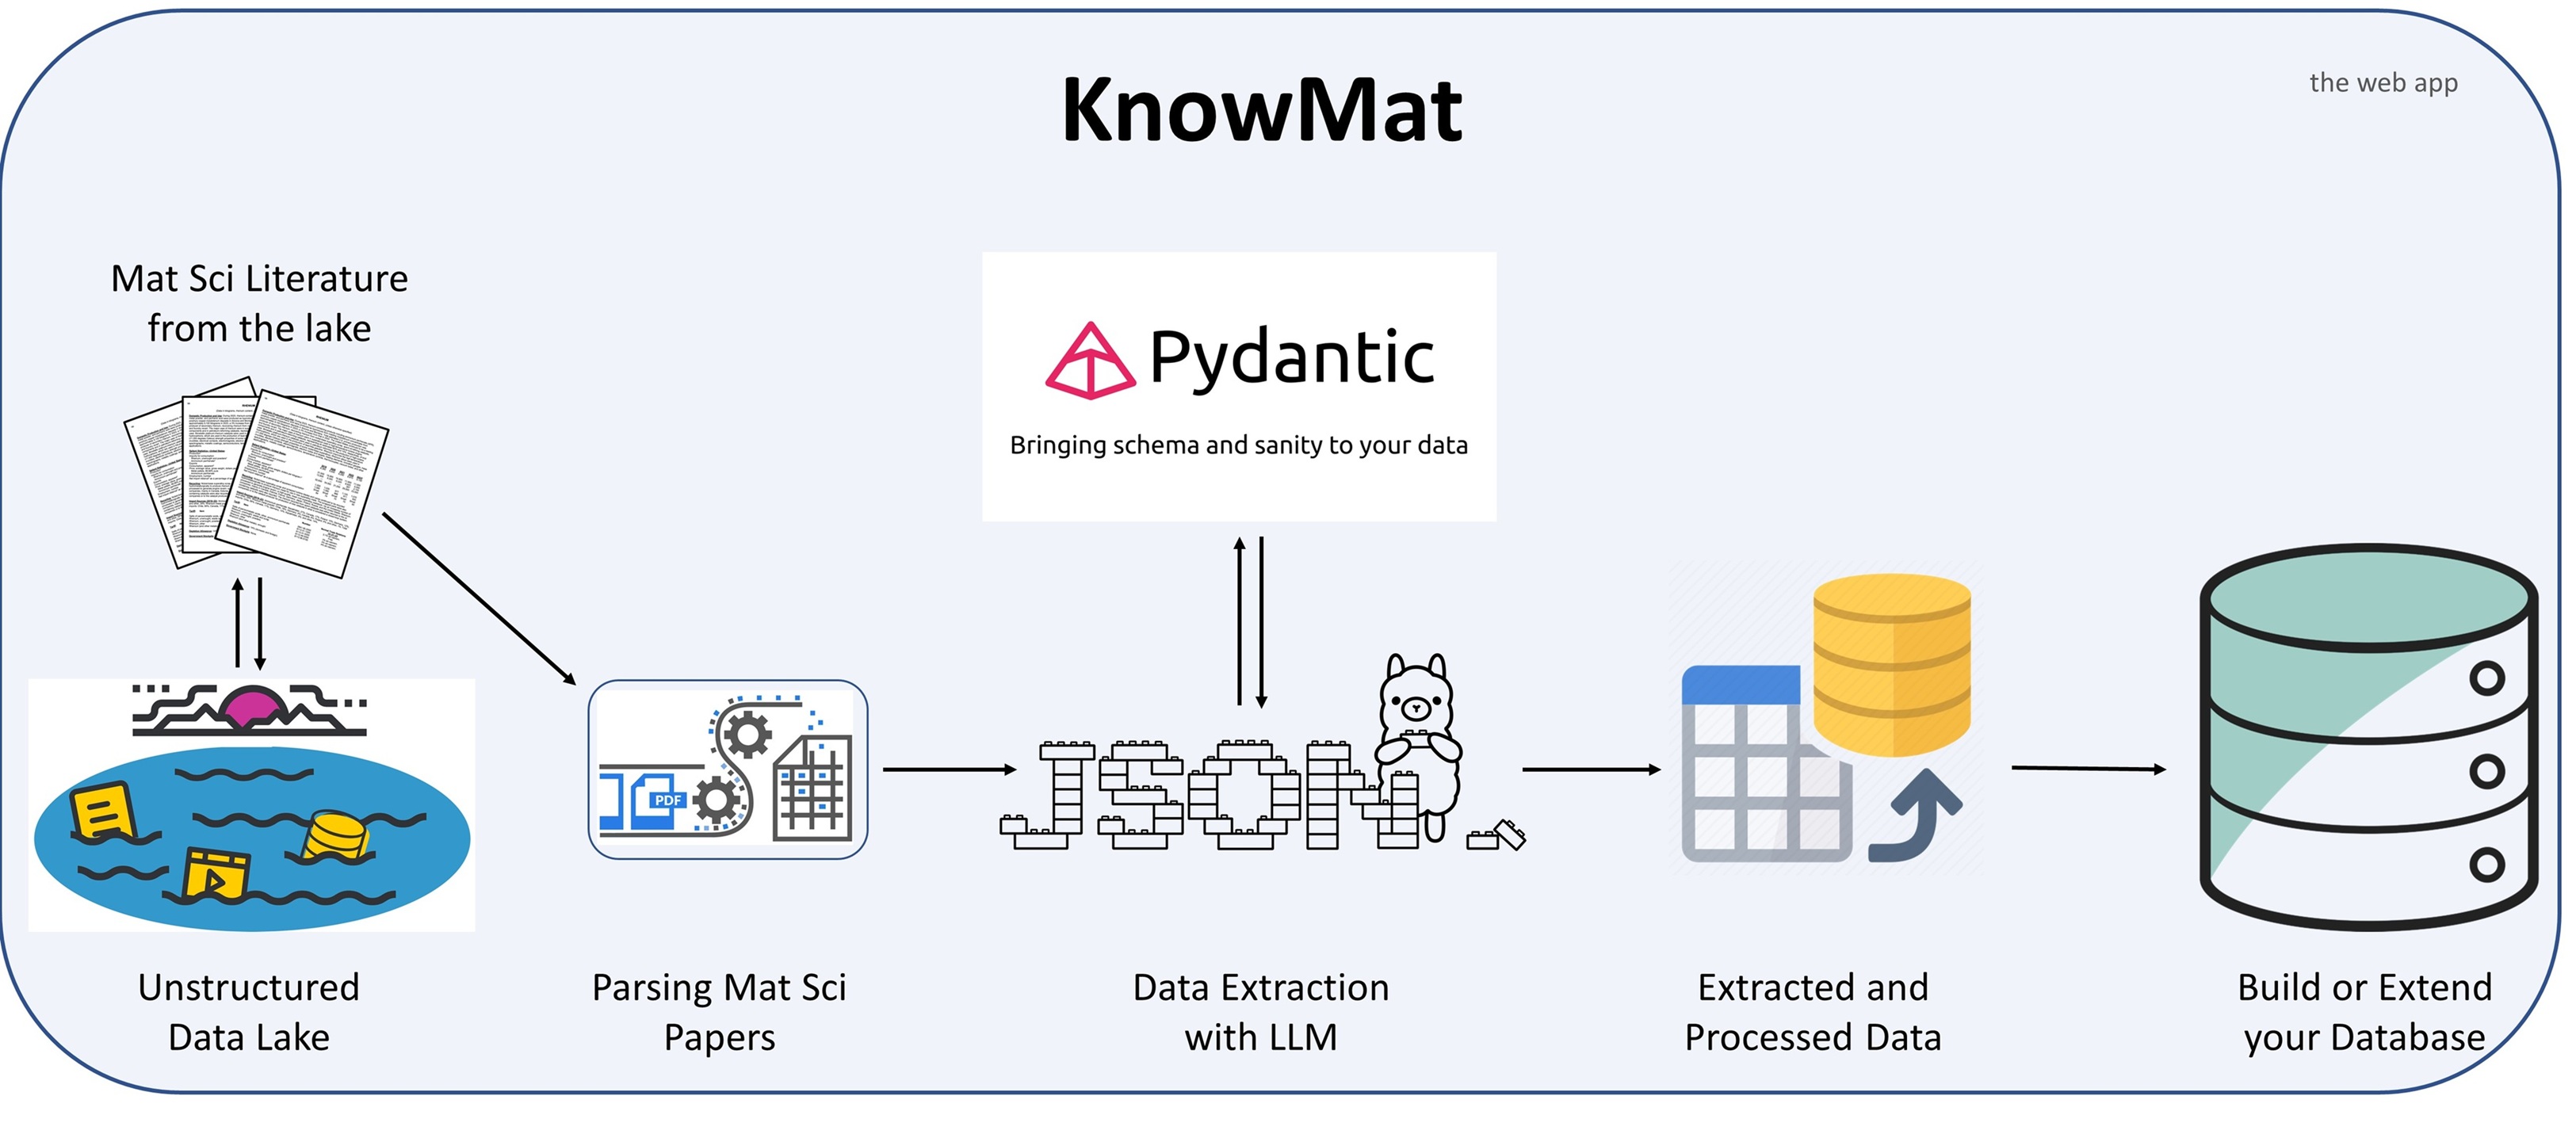 KnowMat
the web app
Mat Sci Literature
from the lake
Pydantic
Bringing schema and sanity to your data
PDF
JSON
Unstructured
Data Lake
Parsing Mat Sci
Papers
Data Extraction
with LLM
Extracted and
Processed Data
Build or Extend
your Database